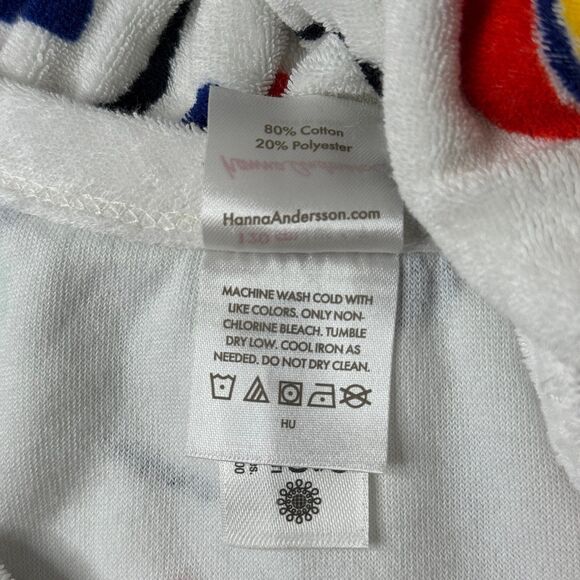 80% Cotton
20% Polyester
HannaAndersson.com
MACHINE WASH COLD WITH
LIKE COLORS. ONLY NON-
CHLORINE BLEACH. TUMBLE
DRY LOW. COOL IRON AS
NEEDED. DO NOT DRY CLEAN.
HU